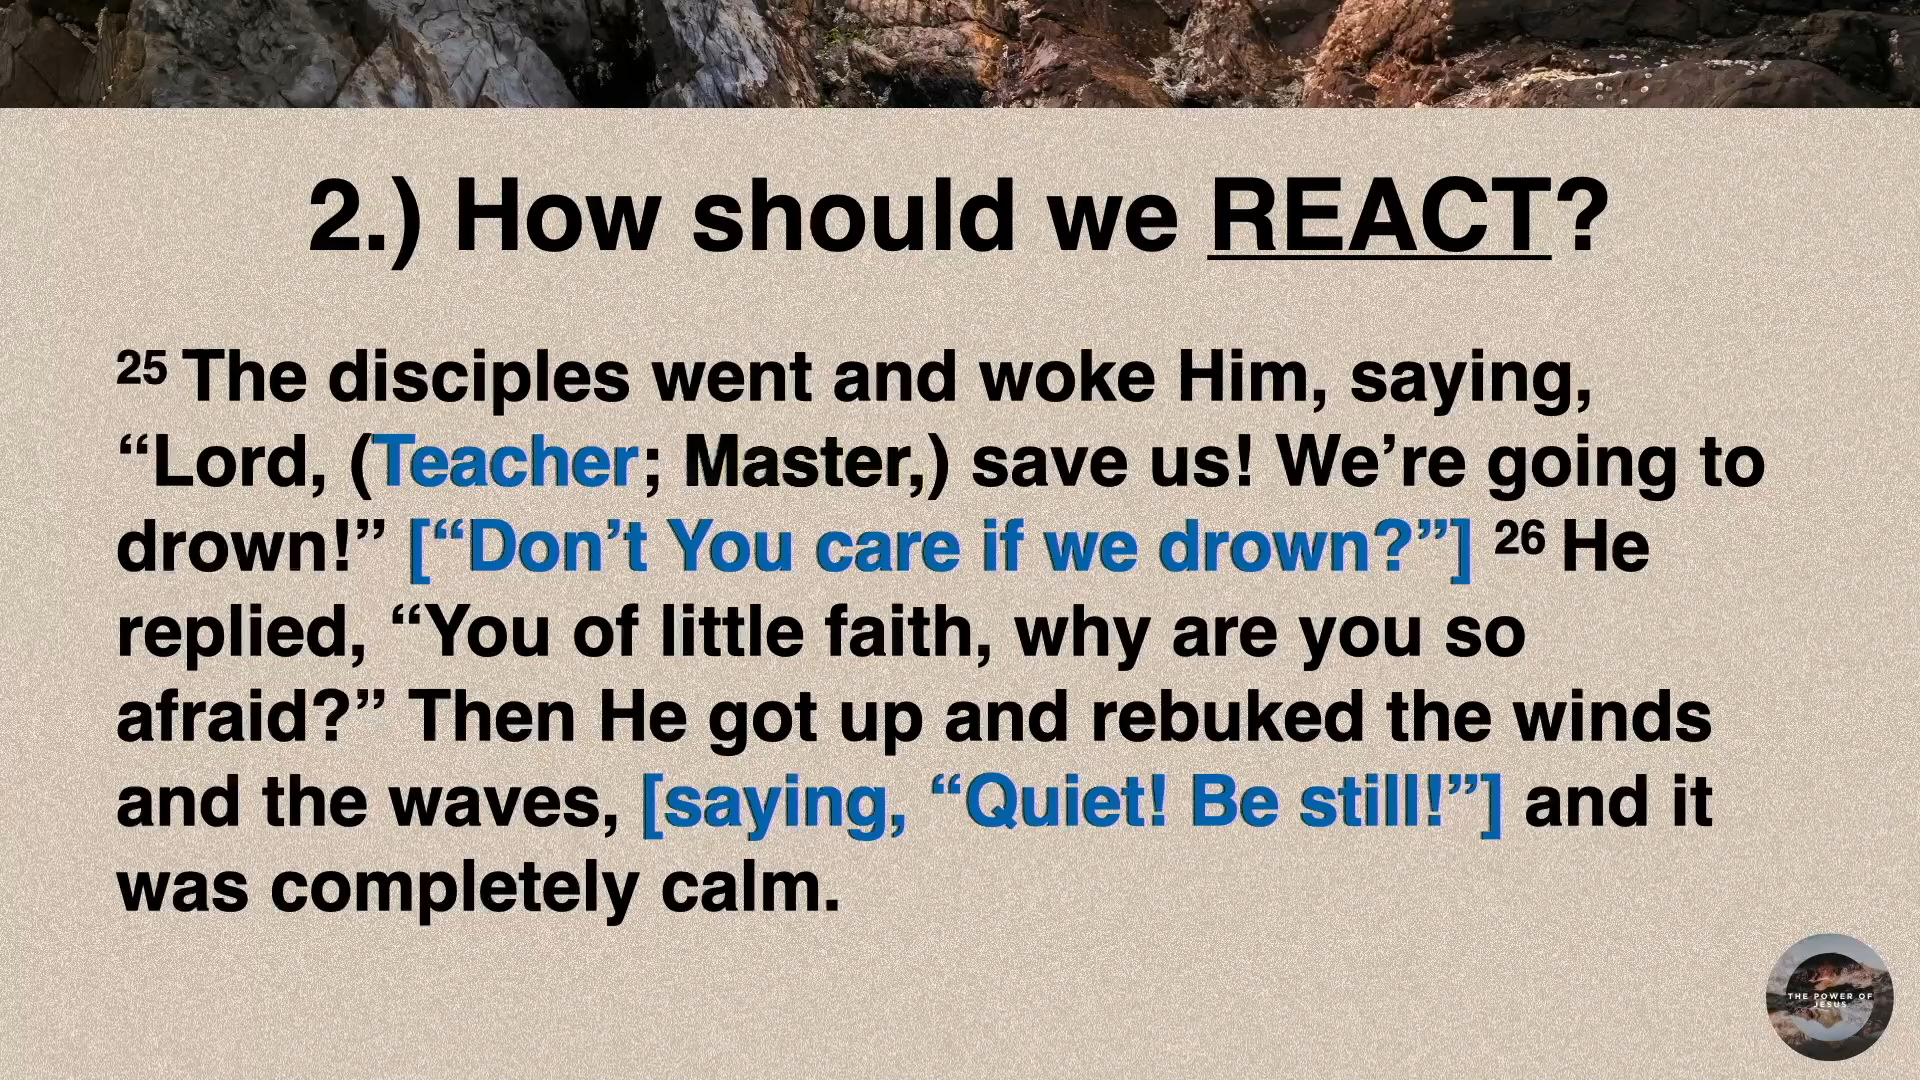 2.) How should we REACT?
25 The disciples went and woke Him, saying,
“Lord, (Teacher; Master,) save us! We’re going to
drown!” [“Don’t You care if we drown?”] 26 He
replied, “You of little faith, why are you so
afraid?” Then He got up and rebuked the winds
and the waves, [saying, “Quiet! Be still!”] and it
was completely calm.
THE POWER OF
JESUS